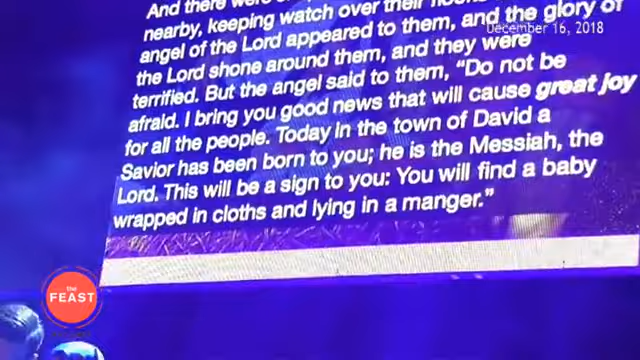 And there were
nearby, keeping watch over their
angel of the Lord appeared to them, and the glory of
the Lord shone around them, and they were
terrified. But the angel said to them, “Do not be
afraid. I bring you good news that will cause great joy
for all the people. Today in the town of David a
Savior has been born to you; he is the Messiah, the
Lord. This will be a sign to you: You will find a baby
wrapped in cloths and lying in a manger.”
December 16, 2018
the
FEAST